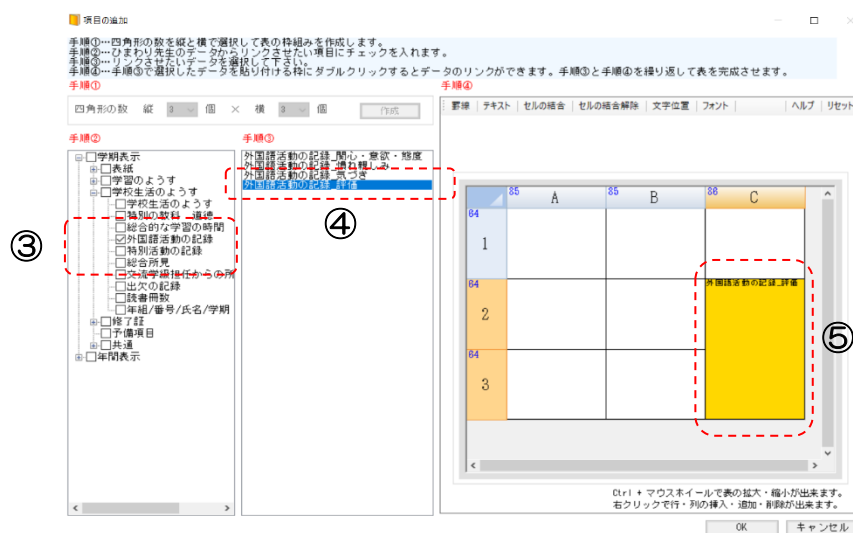 項目の追加
手順①…四角形の数を縦と横で選択して表の枠組みを作成します。
手順②…ひまわり先生のデータからリンクさせたい項目にチェックを入れます。
手順③…リンクさせたいデータを選択して下さい。
手順④…手順③で選択したデータを貼り付ける枠にダブルクリックするとデータのリンクができます。手順③と手順④を繰り返して表を完成させます。
手順①
四角形の数 縦 3 個 × 横 3 個 作成
手順②
学期表示
表紙
学習のようす
学校生活のようす
学校生活のようす
特別の教科 道徳
総合的な学習の時間
外国語活動の記録
特別活動の記録
総合所見
交流学級担任からの所
出欠の記録
読書冊数
年組/番号/氏名/学期
修了証
予備項目
共通
年間表示
③
手順③
外国語活動の記録_関心・意欲・態度
外国語活動の記録_慣れ親しみ
外国語活動の記録_気づき
外国語活動の記録_評価
④
手順④
罫線 テキスト セルの結合 セルの結合解除 文字位置 フォント ヘルプ リセット
85 A 85 B 86 C
64 1
64 2 外国語活動の記録_評価
64 3
⑤
Ctrl + マウスホイールで表の拡大・縮小が出来ます。
右クリックで行・列の挿入・追加・削除が出来ます。
OK キャンセル